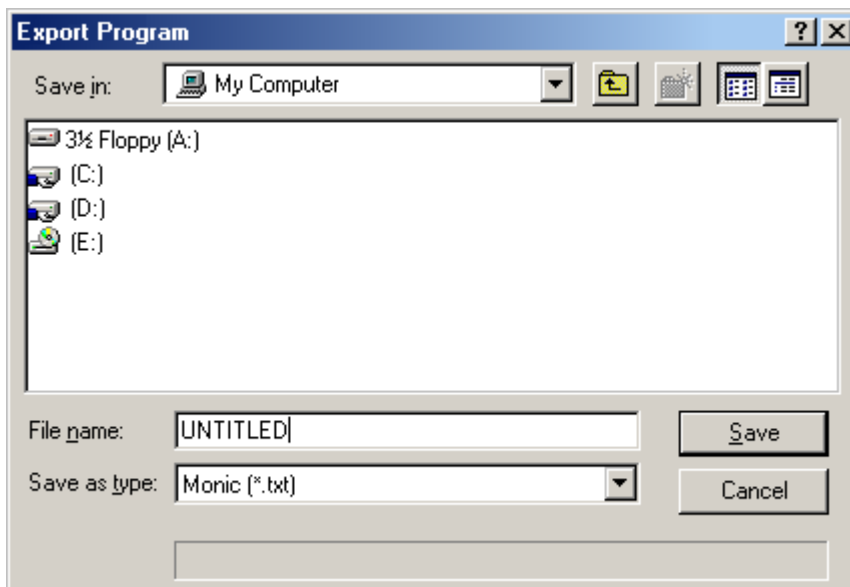 Export Program
Save in: My Computer
3½ Floppy (A:)
(C:)
(D:)
(E:)
File name: UNTITLED
Save
Save as type: Monic (*.txt)
Cancel